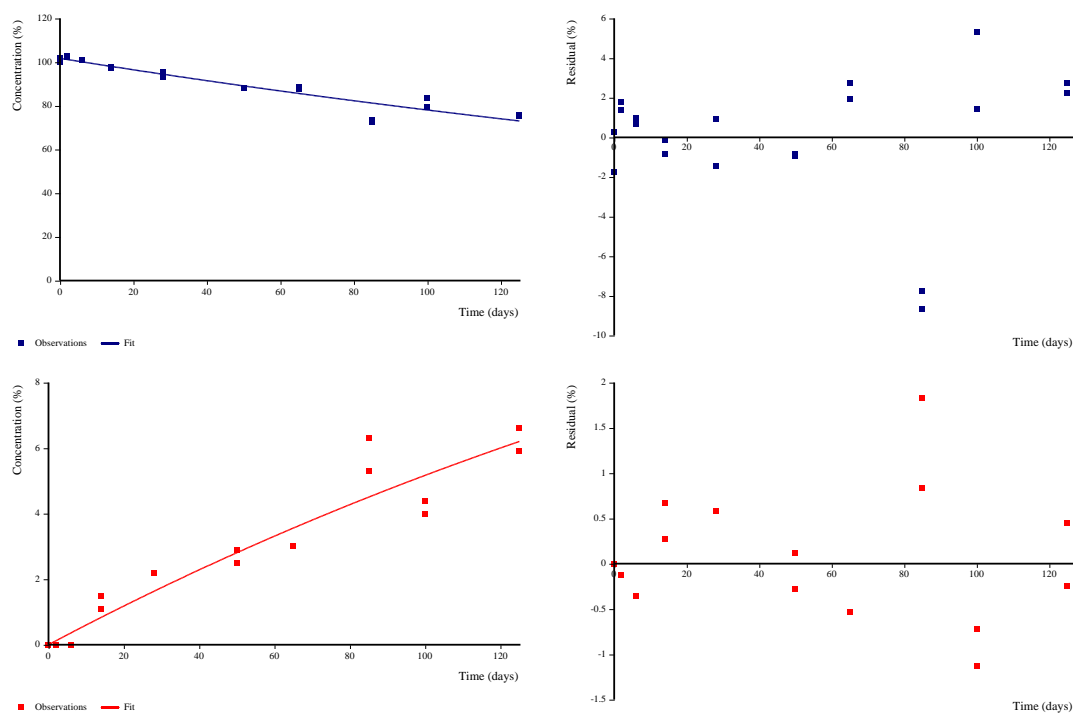 Concentration (%)
120
100
80
60
40
20
0
0 20 40 60 80 100 120
Time (days)
Observations Fit
Residual (%)
6
4
2
0
-2
-4
-6
-8
-10
0 20 40 60 80 100 120
Time (days)
Concentration (%)
8
6
4
2
0
0 20 40 60 80 100 120
Time (days)
Observations Fit
Residual (%)
2
1.5
1
0.5
0
-0.5
-1
-1.5
0 20 40 60 80 100 120
Time (days)